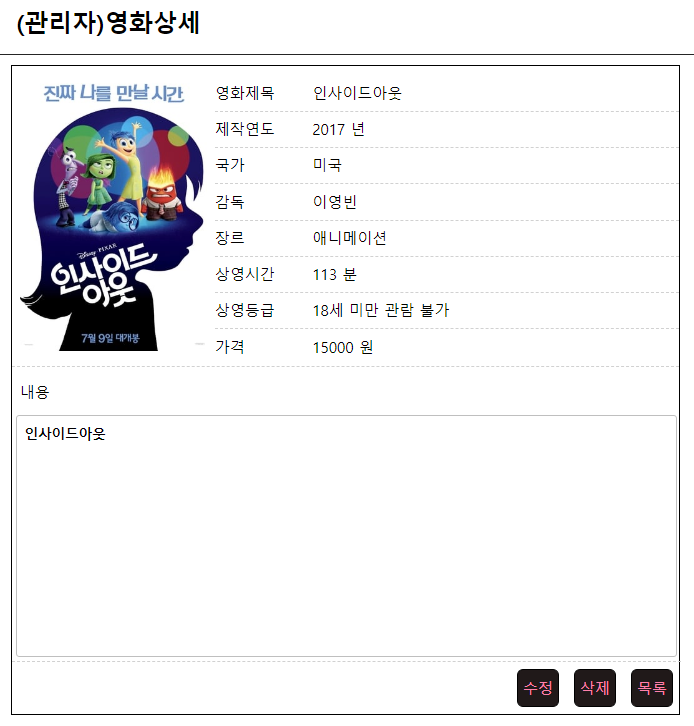 (관리자)영화상세
진짜 나를 만날 시간
Disney PIXAR
인사이드
아웃
7월 9일 대개봉
영화제목 인사이드아웃
제작연도 2017 년
국가 미국
감독 이영빈
장르 애니메이션
상영시간 113 분
상영등급 18세 미만 관람 불가
가격 15000 원
내용
인사이드아웃
수정 삭제 목록